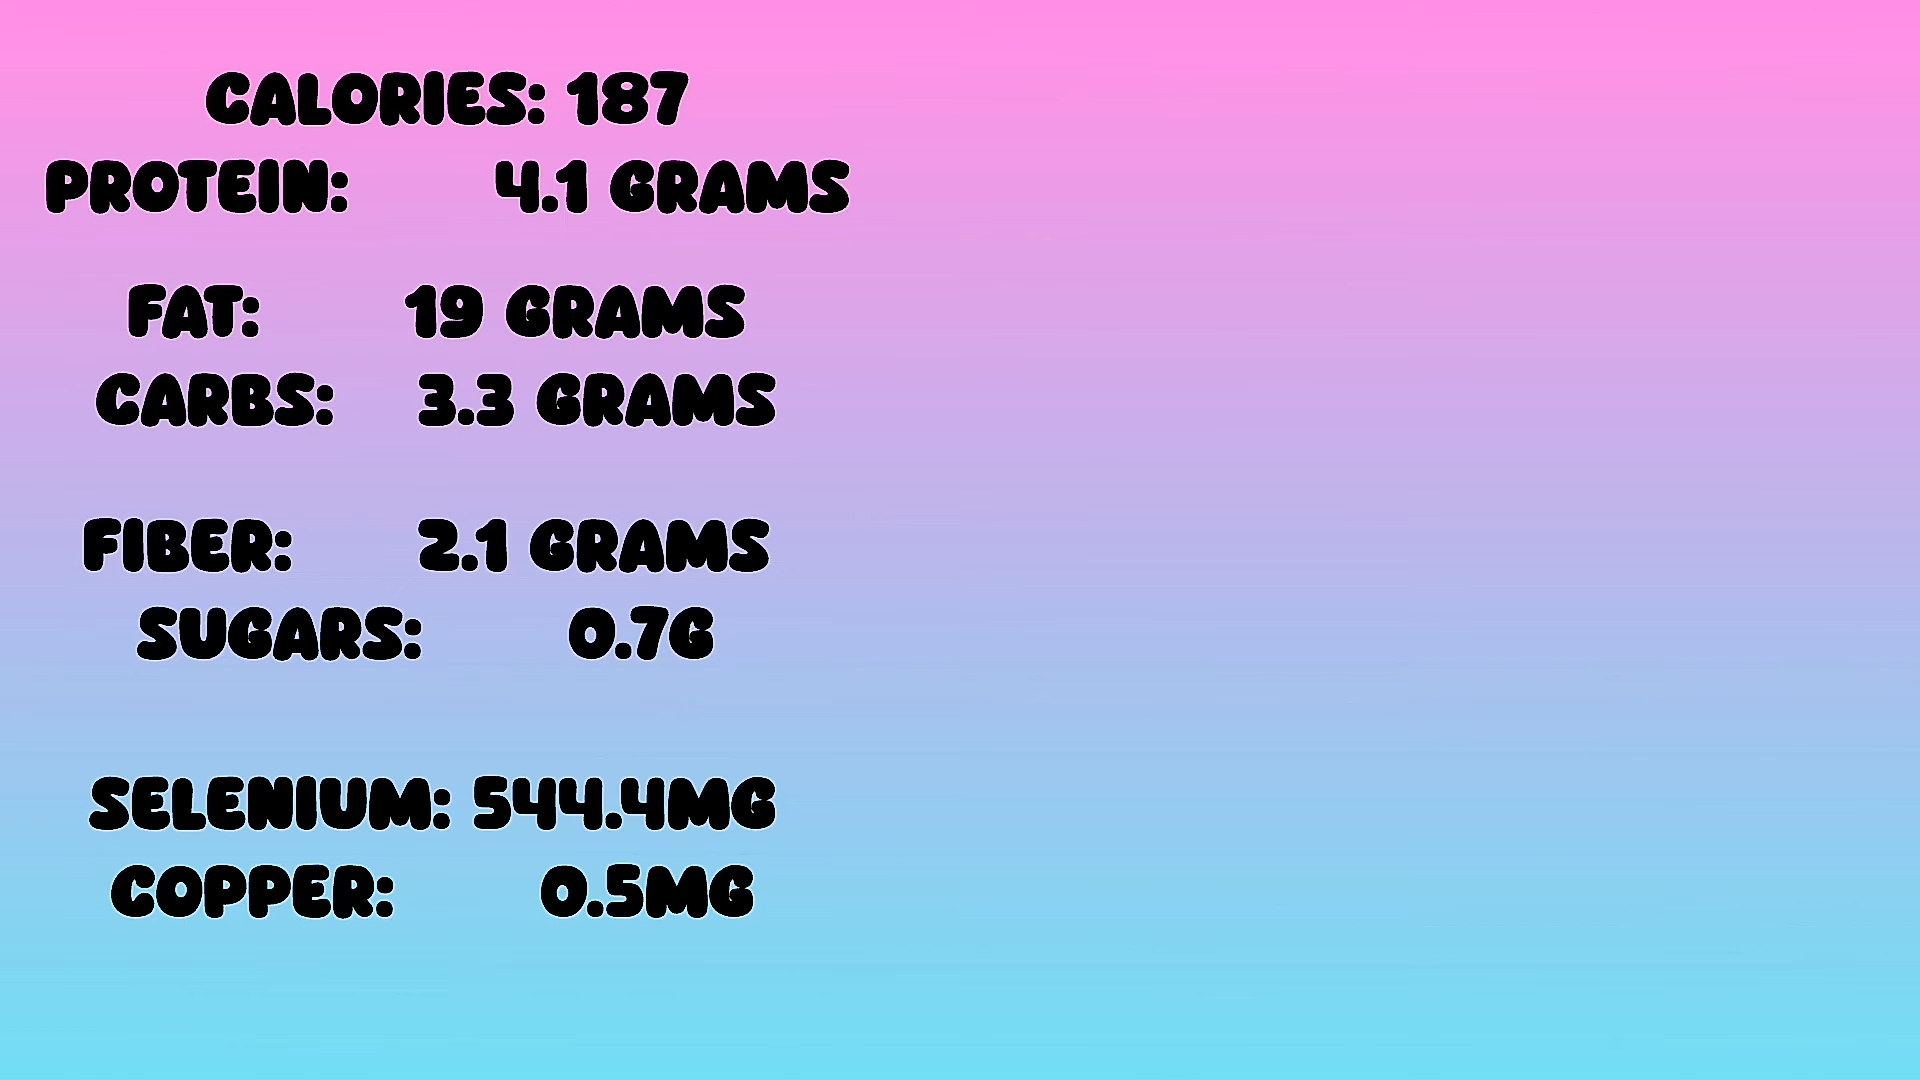 CALORIES: 187
PROTEIN: 4.1 GRAMS
FAT: 19 GRAMS
CARBS: 3.3 GRAMS
FIBER: 2.1 GRAMS
SUGARS: 0.7G
SELENIUM: 544.4MG
COPPER: 0.5MG